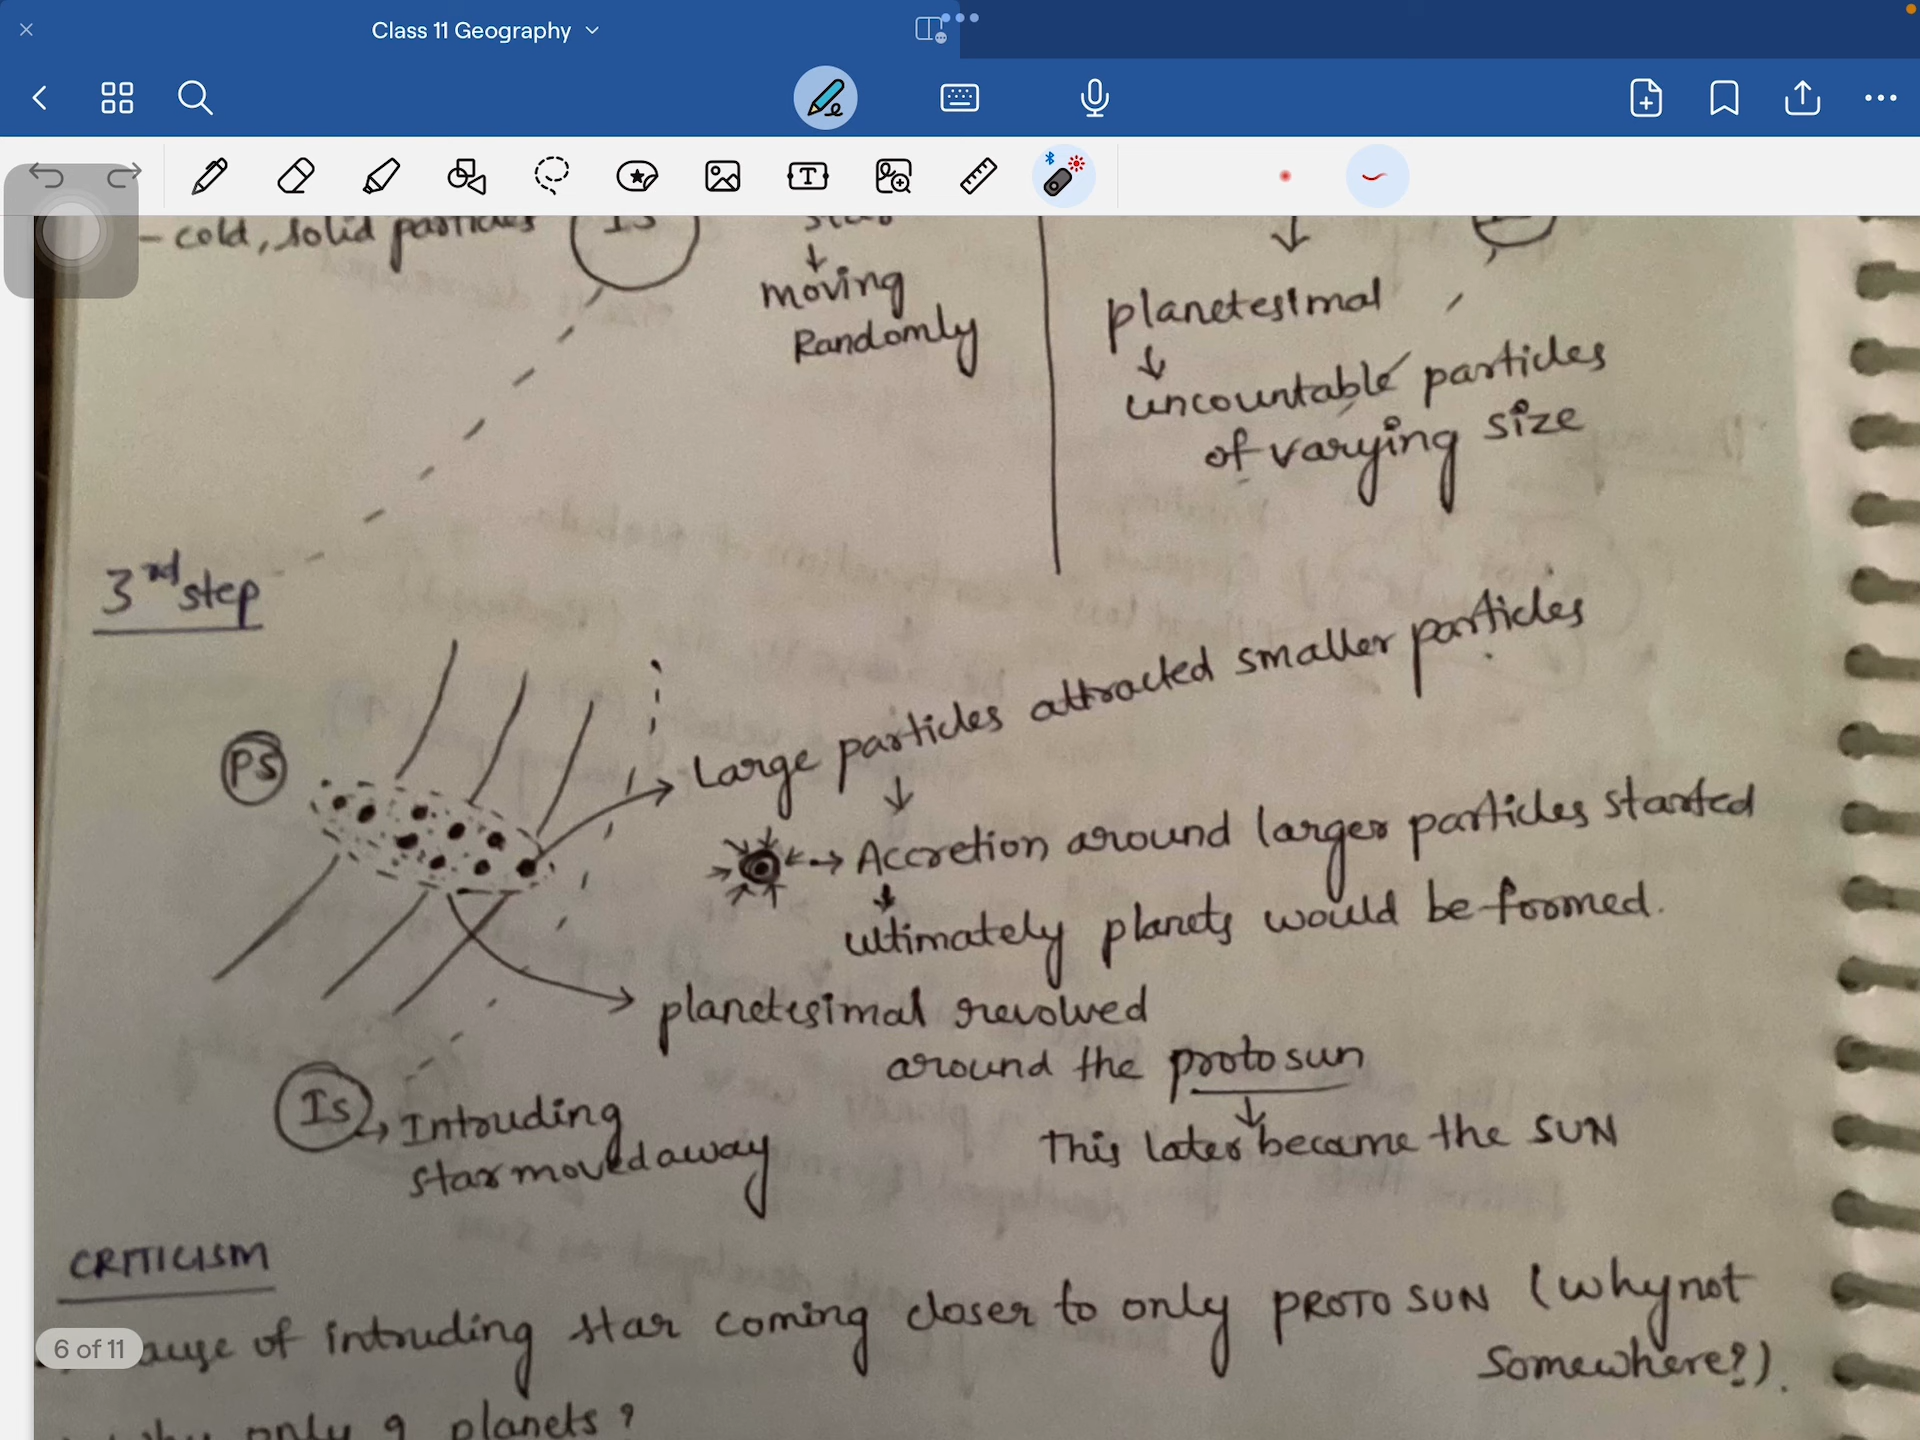 Class 11 Geography
T
- cold, solid particles
IS
moving
Randomly
planetesimal
uncountable particles
of varying size
3rd step
PS
Large particles attracted smaller particles
Accretion around larger particles started
ultimately planets would be formed.
planetesimal revolved
around the proto sun
This later became the SUN
Is
Intruding
star moved away
CRITICISM
of intruding star coming closer to only PROTO SUN (why not
Somewhere?).
6 of 11
only 9 planets?